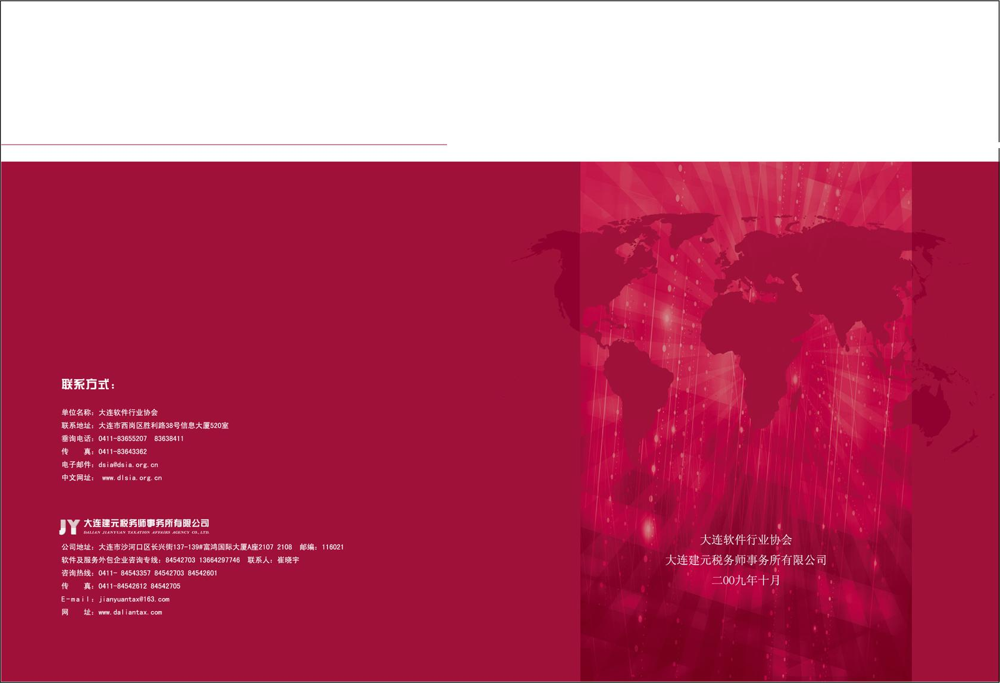 联系方式：
单位名称：大连软件行业协会
联系地址：大连市西岗区胜利路38号信息大厦520室
垂询电话：0411-83655207  83638411
传　　真：0411-83643362
电子邮件：dsia@dsia.org.cn
中文网址： www.dlsia.org.cn
JY 大连建元税务师事务所有限公司
DALIAN JIANYUAN TAXATION AFFAIRS AGENCY CO., LTD.
公司地址：大连市沙河口区长兴街137-139#富鸿国际大厦A座2107 2108  邮编：116021
软件及服务外包企业咨询专线：84542703 13664297746  联系人：崔晓宇
咨询热线：0411- 84543357 84542703 84542601
传　　真：0411-84542612 84542705
E-mail：jianyuantax@163.com
网　　址：www.daliantax.com
大连软件行业协会
大连建元税务师事务所有限公司
二00九年十月